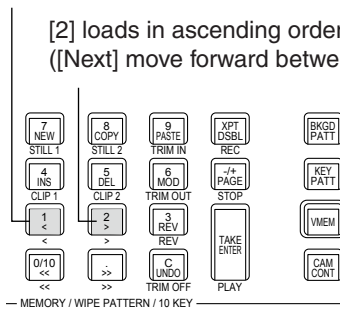 [2] loads in ascending order
([Next] move forward betwe
7 NEW 8 COPY 9 PASTE XPT DSBL BKGD PATT
STILL 1 STILL 2 TRIM IN REC
4 INS 5 DEL 6 MOD -/+ PAGE KEY PATT
CLIP 1 CLIP 2 TRIM OUT STOP
1 < 2 > 3 REV TAKE ENTER VMEM
< > REV
0/10 << . >> C UNDO CAM CONT
<< >> TRIM OFF PLAY
MEMORY / WIPE PATTERN / 10 KEY